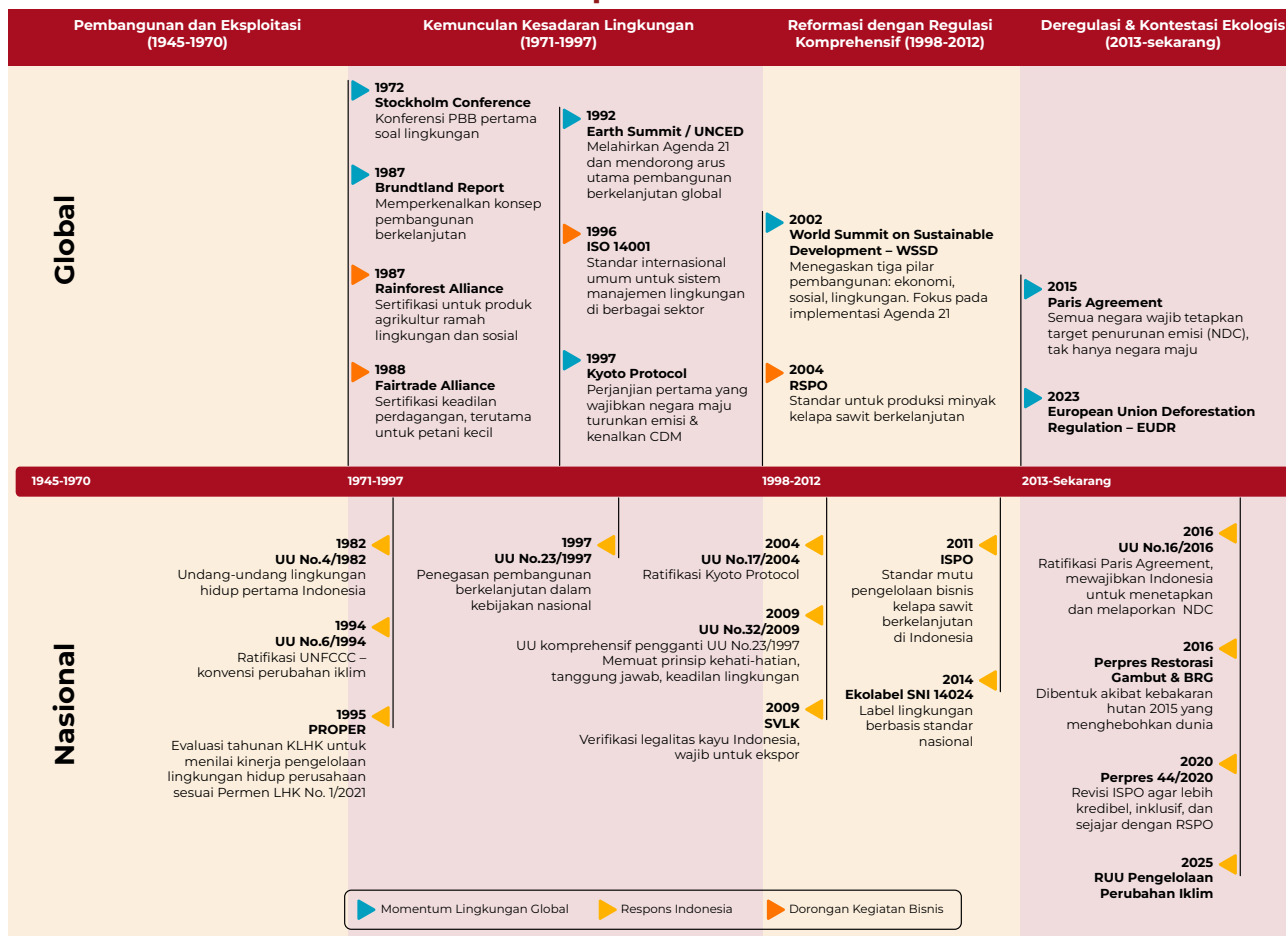 Pembangunan dan Eksploitasi
(1945-1970)
Kemunculan Kesadaran Lingkungan
(1971-1997)
Reformasi dengan Regulasi
Komprehensif (1998-2012)
Deregulasi & Kontestasi Ekologis
(2013-sekarang)
Global
1972
Stockholm Conference
Konferensi PBB pertama
soal lingkungan
1987
Brundtland Report
Memperkenalkan konsep
pembangunan
berkelanjutan
1987
Rainforest Alliance
Sertifikasi untuk produk
agrikultur ramah
lingkungan dan sosial
1988
Fairtrade Alliance
Sertifikasi keadilan
perdagangan, terutama
untuk petani kecil
1992
Earth Summit / UNCED
Melahirkan Agenda 21
dan mendorong arus
utama pembangunan
berkelanjutan global
1996
ISO 14001
Standar internasional
umum untuk sistem
manajemen lingkungan
di berbagai sektor
1997
Kyoto Protocol
Perjanjian pertama yang
wajibkan negara maju
turunkan emisi &
kenalkan CDM
2002
World Summit on Sustainable
Development – WSSD
Menegaskan tiga pilar
pembangunan: ekonomi,
sosial, lingkungan. Fokus pada
implementasi Agenda 21
2004
RSPO
Standar untuk produksi minyak
kelapa sawit berkelanjutan
2015
Paris Agreement
Semua negara wajib tetapkan
target penurunan emisi (NDC),
tak hanya negara maju
2023
European Union Deforestation
Regulation – EUDR
1945-1970
1971-1997
1998-2012
2013-Sekarang
Nasional
1982
UU No.4/1982
Undang-undang lingkungan
hidup pertama Indonesia
1994
UU No.6/1994
Ratifikasi UNFCCC –
konvensi perubahan iklim
1995
PROPER
Evaluasi tahunan KLHK untuk
menilai kinerja pengelolaan
lingkungan hidup perusahaan
sesuai Permen LHK No. 1/2021
1997
UU No.23/1997
Penegasan pembangunan
berkelanjutan dalam
kebijakan nasional
2004
UU No.17/2004
Ratifikasi Kyoto Protocol
2009
UU No.32/2009
UU komprehensif pengganti UU No.23/1997
Memuat prinsip kehati-hatian,
tanggung jawab, keadilan lingkungan
2009
SVLK
Verifikasi legalitas kayu Indonesia,
wajib untuk ekspor
2011
ISPO
Standar mutu
pengelolaan bisnis
kelapa sawit
berkelanjutan
di Indonesia
2014
Ekolabel SNI 14024
Label lingkungan
berbasis standar
nasional
2016
UU No.16/2016
Ratifikasi Paris Agreement,
mewajibkan Indonesia
untuk menetapkan
dan melaporkan NDC
2016
Perpres Restorasi
Gambut & BRG
Dibentuk akibat kebakaran
hutan 2015 yang
menghebohkan dunia
2020
Perpres 44/2020
Revisi ISPO agar lebih
kredibel, inklusif, dan
sejajar dengan RSPO
2025
RUU Pengelolaan
Perubahan Iklim
Momentum Lingkungan Global
Respons Indonesia
Dorongan Kegiatan Bisnis